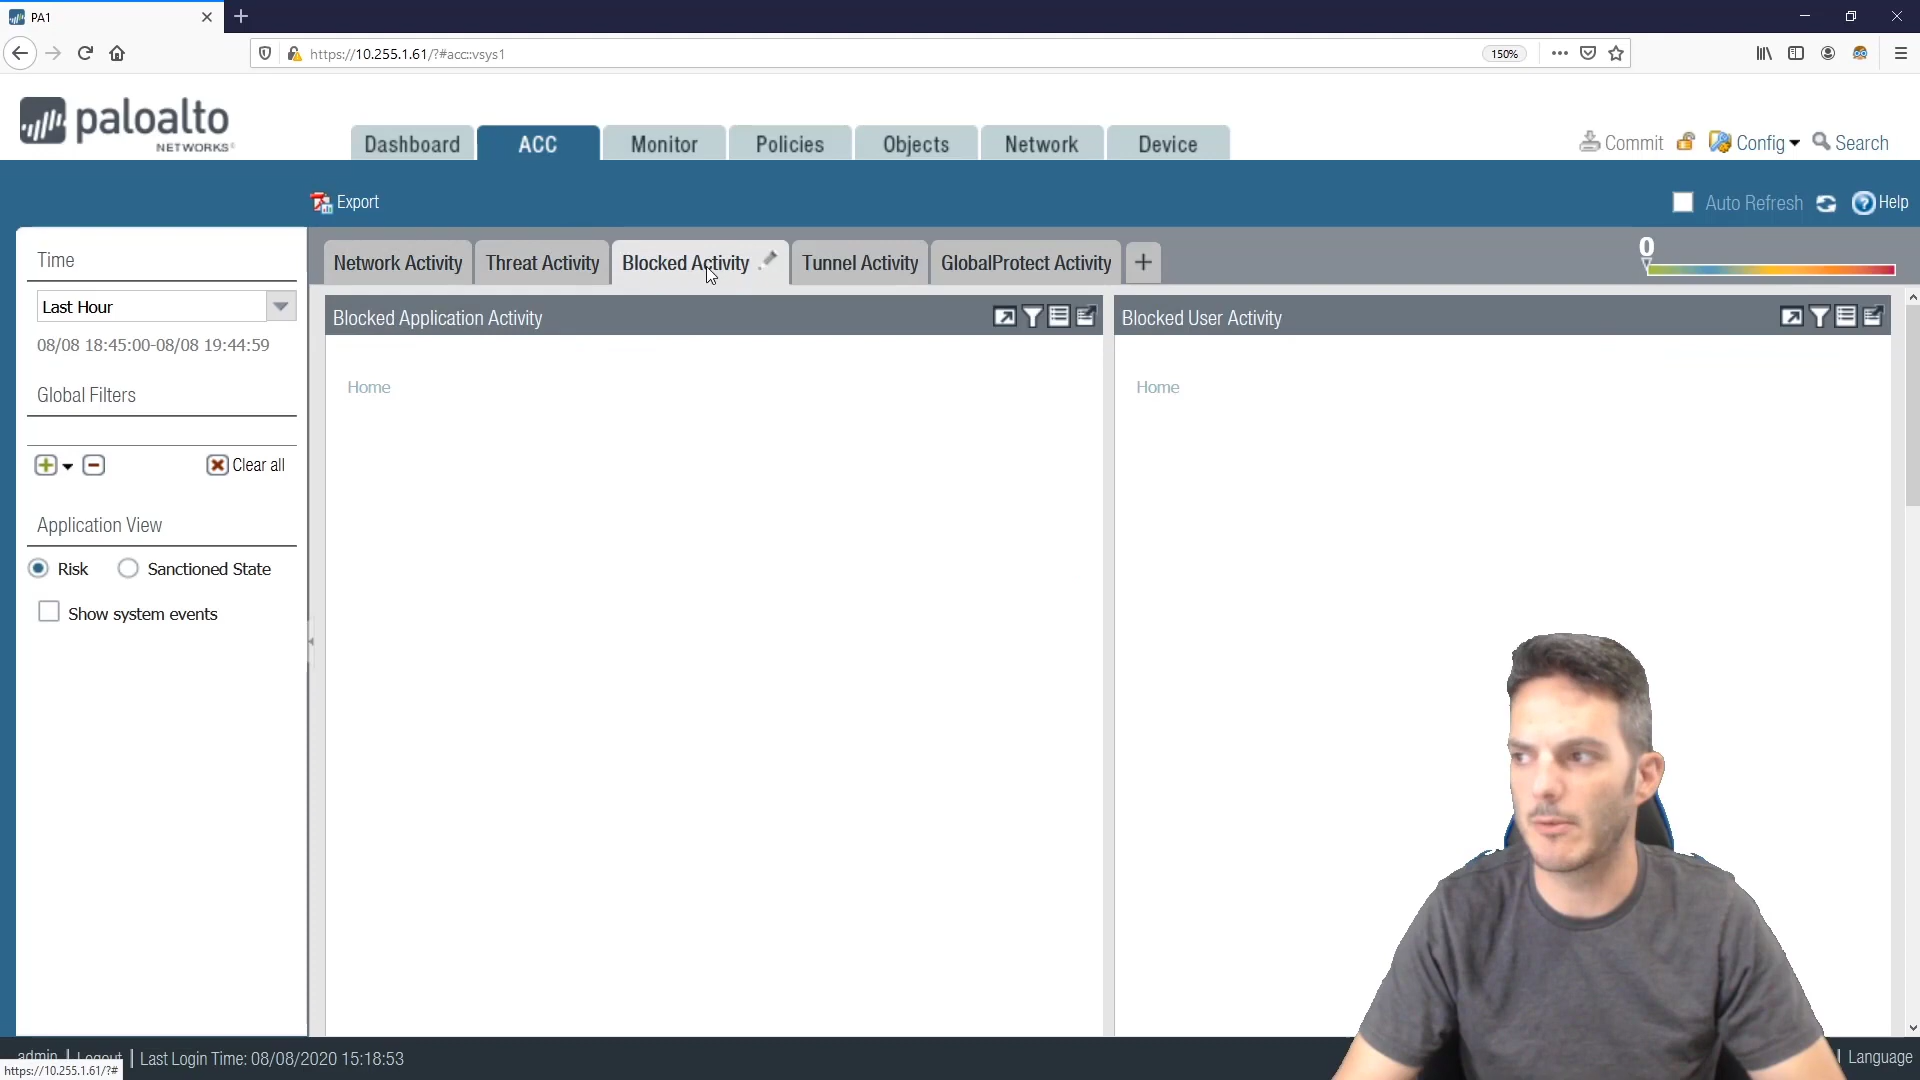 PA1
https://10.255.1.61/?#acc::vsys1
150%
paloalto
NETWORKS
Dashboard
ACC
Monitor
Policies
Objects
Network
Device
Commit
Config
Search
Export
Auto Refresh
Help
Time
Last Hour
08/08 18:45:00-08/08 19:44:59
Global Filters
Clear all
Application View
Risk
Sanctioned State
Show system events
Network Activity
Threat Activity
Blocked Activity
Tunnel Activity
GlobalProtect Activity
0
Blocked Application Activity
Home
Blocked User Activity
Home
admin | Logout | Last Login Time: 08/08/2020 15:18:53
| Language
https://10.255.1.61/?#